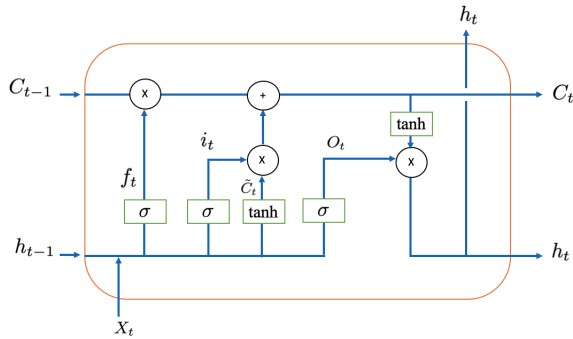 h_t
C_{t-1}
x
+
C_t
tanh
i_t
O_t
x
x
f_t
C̃_t
σ
σ
tanh
σ
h_{t-1}
h_t
X_t